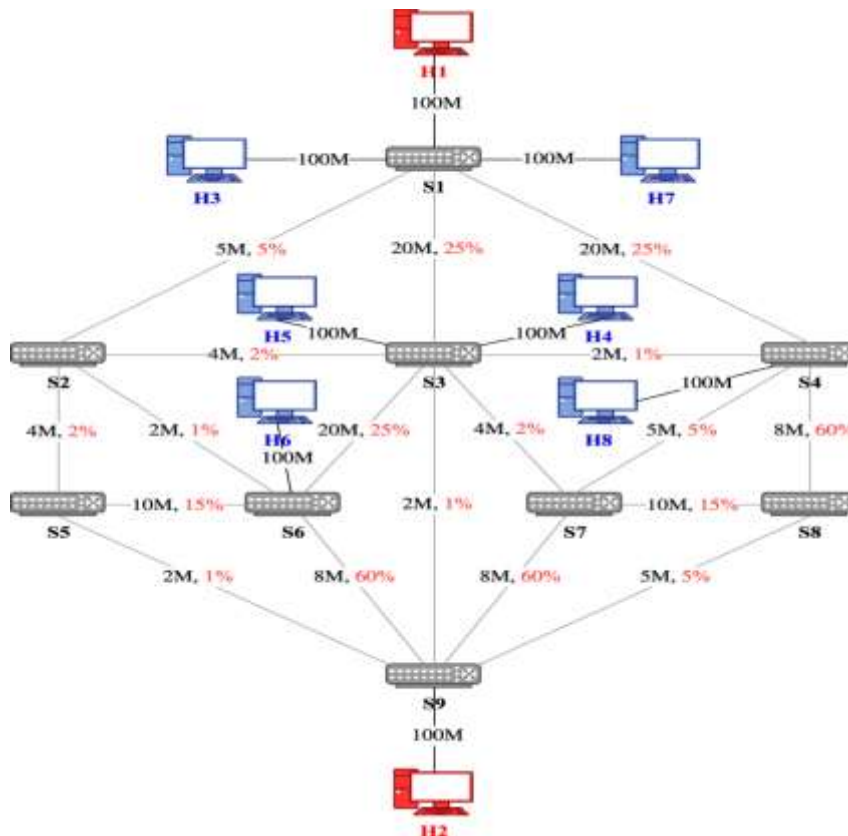 H1
100M
100M
100M
H3
S1
H7
5M, 5%
20M, 25%
20M, 25%
H5
100M
100M
H4
4M, 2%
2M, 1%
S2
S3
S4
100M
H6
H8
4M, 2%
2M, 1%
20M, 25%
4M, 2%
5M, 5%
8M, 60%
100M
10M, 15%
2M, 1%
10M, 15%
S5
S6
S7
S8
2M, 1%
8M, 60%
8M, 60%
5M, 5%
S9
100M
H2